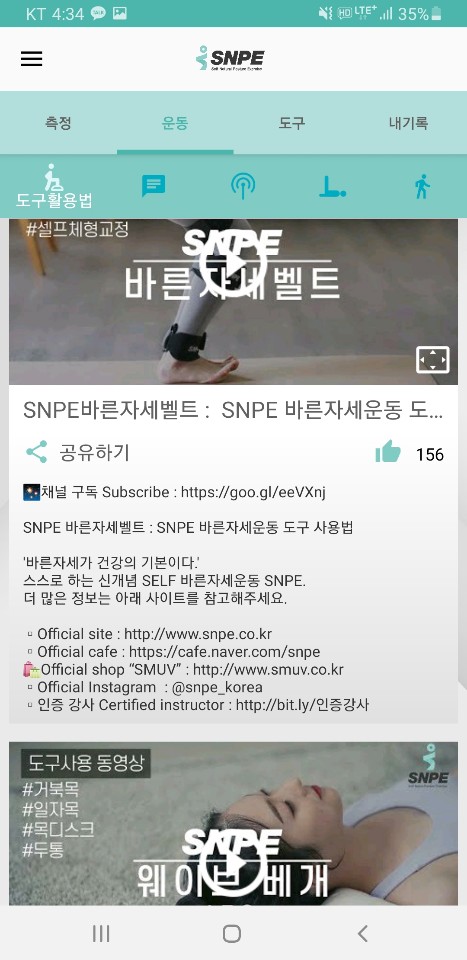 KT 4:34
HD LTE+ 35%
SNPE
Self Natural Posture Exercise
측정 운동 도구 내기록
도구활용법
#셀프체형교정
SNPE
바른자세벨트
SNPE바른자세벨트 : SNPE 바른자세운동 도...
공유하기 156
채널 구독 Subscribe : https://goo.gl/eeVXnj
SNPE 바른자세벨트 : SNPE 바른자세운동 도구 사용법
'바른자세가 건강의 기본이다.'
스스로 하는 신개념 SELF 바른자세운동 SNPE.
더 많은 정보는 아래 사이트를 참고해주세요.
▫Official site : http://www.snpe.co.kr
▫Official cafe : https://cafe.naver.com/snpe
Official shop “SMUV” : http://www.smuv.co.kr
▫Official Instagram : @snpe_korea
▫인증 강사 Certified instructor : http://bit.ly/인증강사
도구사용 동영상
SNPE
#거북목
#일자목
#목디스크
#두통
SNPE
웨이브 베개